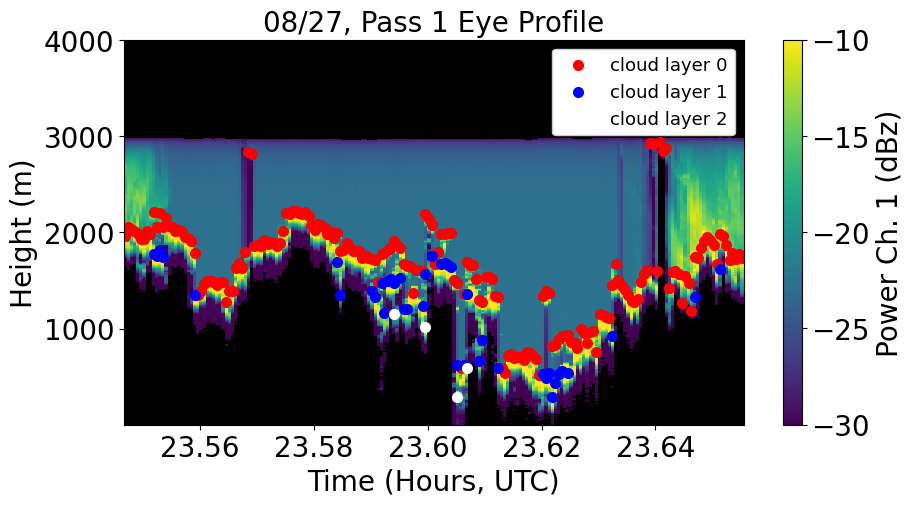 08/27, Pass 1 Eye Profile
4000
3000
2000
1000
Height (m)
cloud layer 0
cloud layer 1
cloud layer 2
23.56
23.58
23.60
23.62
23.64
Time (Hours, UTC)
−10
−15
−20
−25
−30
Power Ch. 1 (dBz)